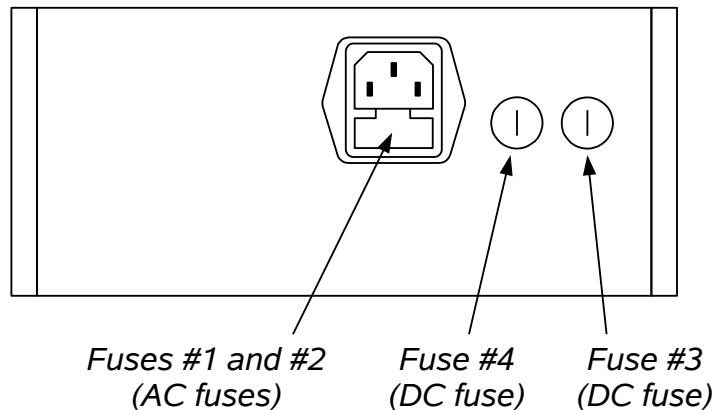 Fuses #1 and #2
(AC fuses)
Fuse #4
(DC fuse)
Fuse #3
(DC fuse)